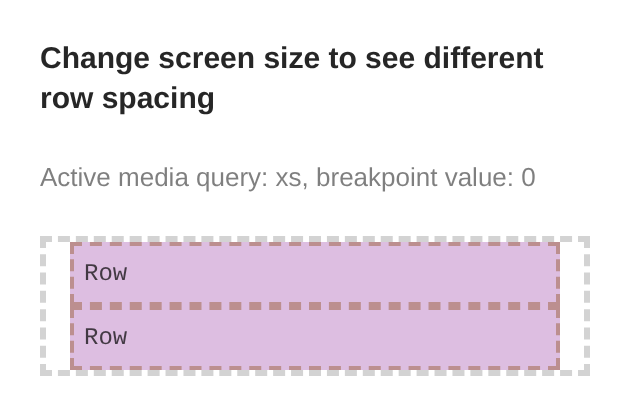 Change screen size to see different
row spacing
Active media query: xs, breakpoint value: 0
Row
Row